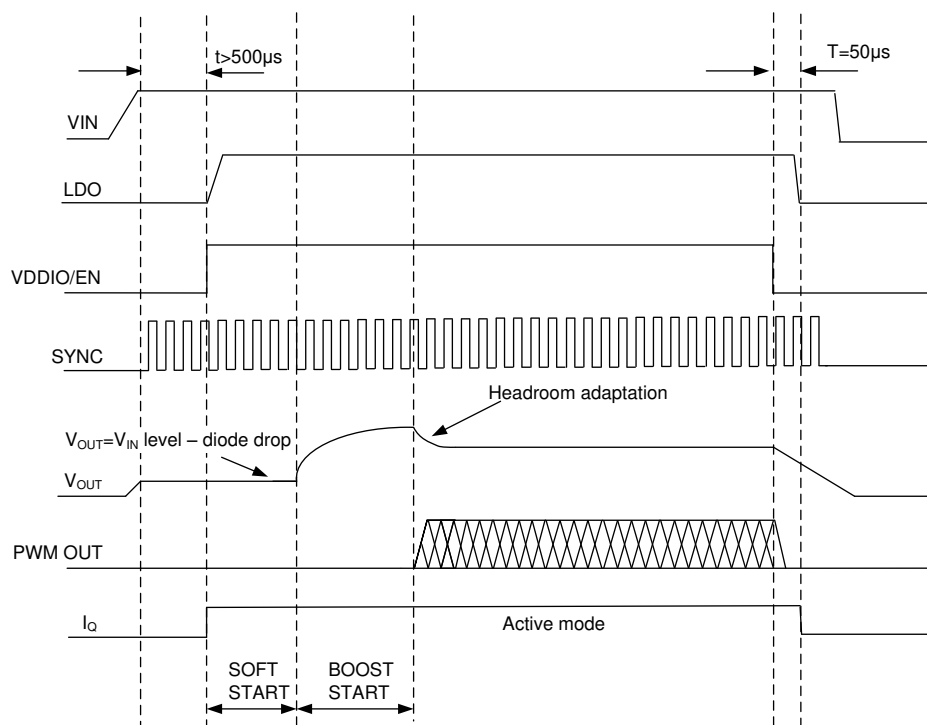 t>500µs
T=50µs
VIN
LDO
VDDIO/EN
SYNC
Headroom adaptation
VOUT=VIN level – diode drop
VOUT
PWM OUT
IQ
Active mode
SOFT
START
BOOST
START